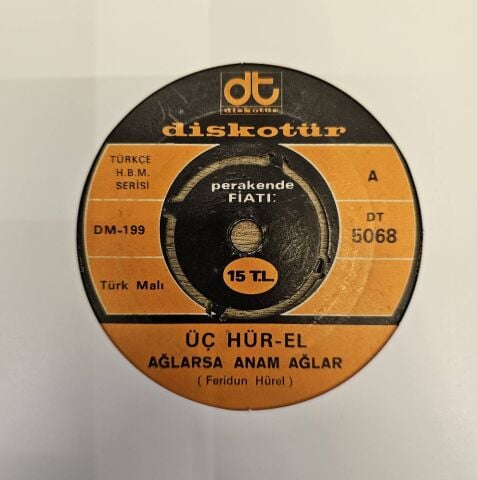 dt
diskotür
diskotür
TÜRKÇE
H.B.M.
SERİSİ
perakende
FİATI:
A
DM-199
DT
5068
Türk Malı
15 T.L.
ÜÇ HÜR-EL
AĞLARSA ANAM AĞLAR
( Feridun Hürel )